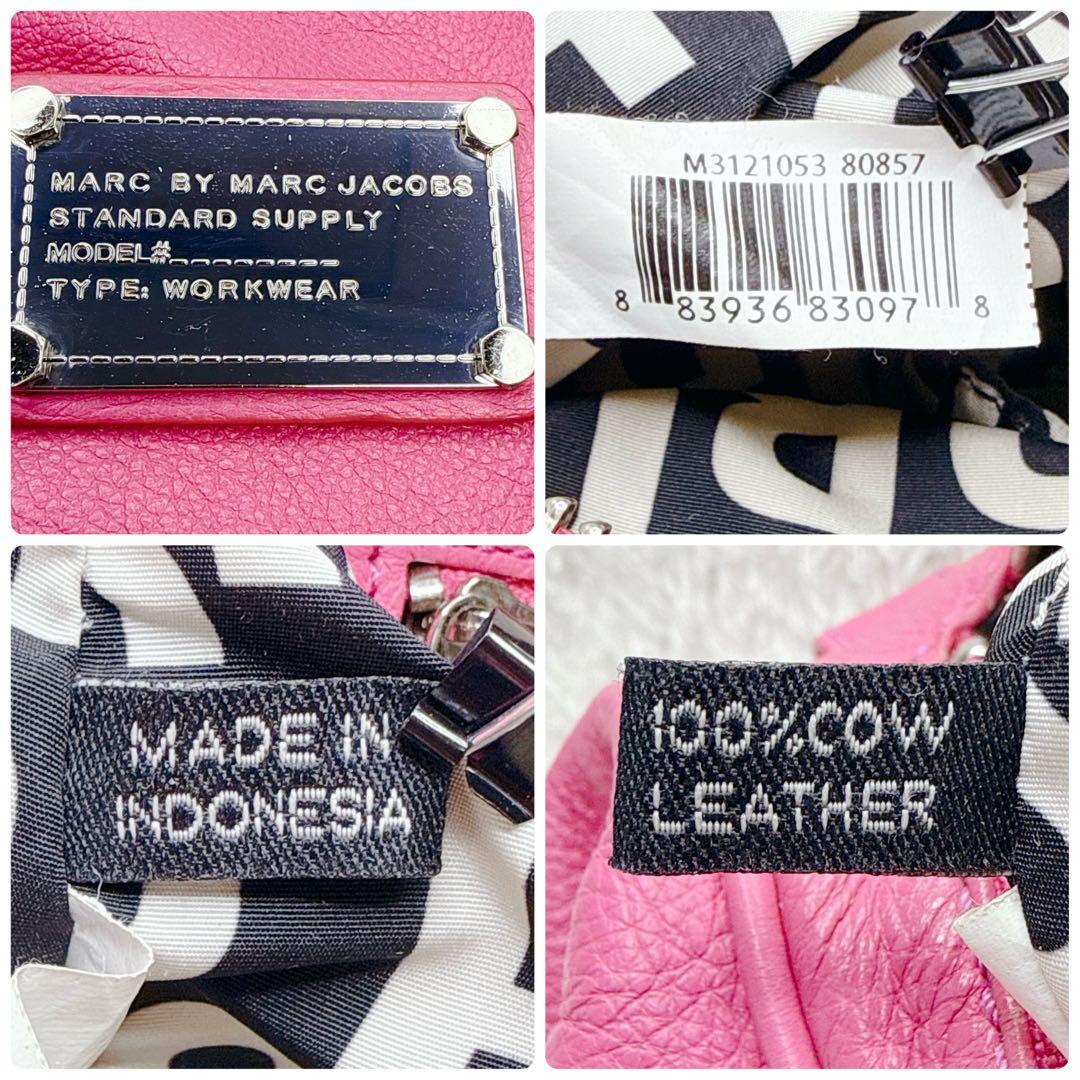 MARC BY MARC JACOBS
STANDARD SUPPLY
MODEL#________
TYPE: WORKWEAR
M3121053 80857
8 83936 83097 8
MADE IN
INDONESIA
100% COW
LEATHER